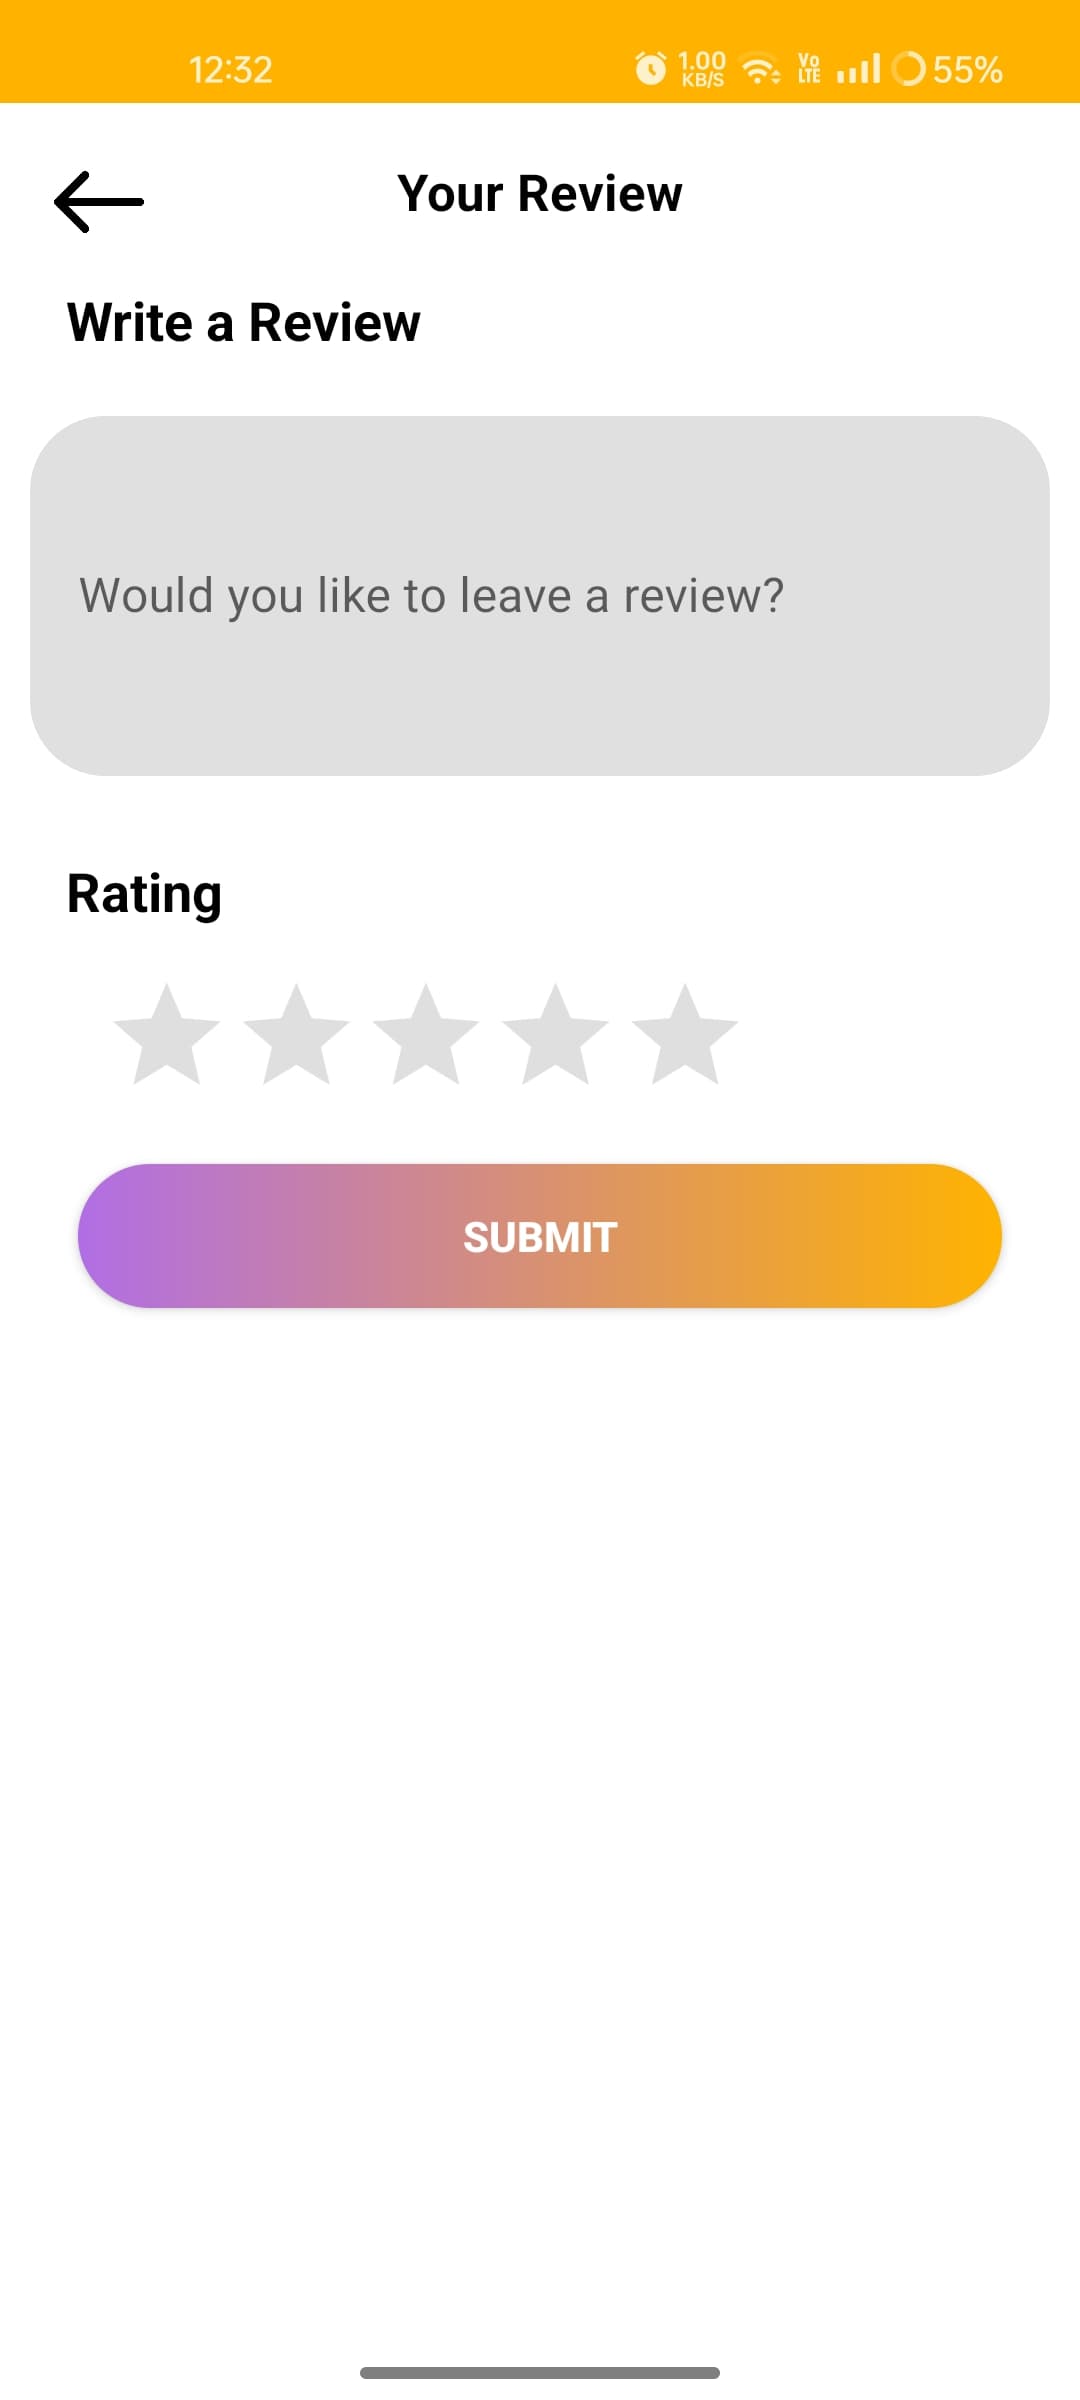 12:32 1.00 KB/S Vo LTE 55%
Your Review
Write a Review
Would you like to leave a review?
Rating
SUBMIT